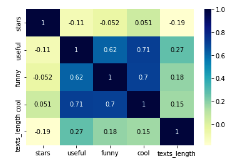 stars 1 -0.11 -0.052 0.051 -0.19
useful -0.11 1 0.62 0.71 0.27
funny -0.052 0.62 1 0.7 0.18
cool 0.051 0.71 0.7 1 0.15
texts_length -0.19 0.27 0.18 0.15 1
stars useful funny cool texts_length
1.0
0.8
0.6
0.4
0.2
0.0